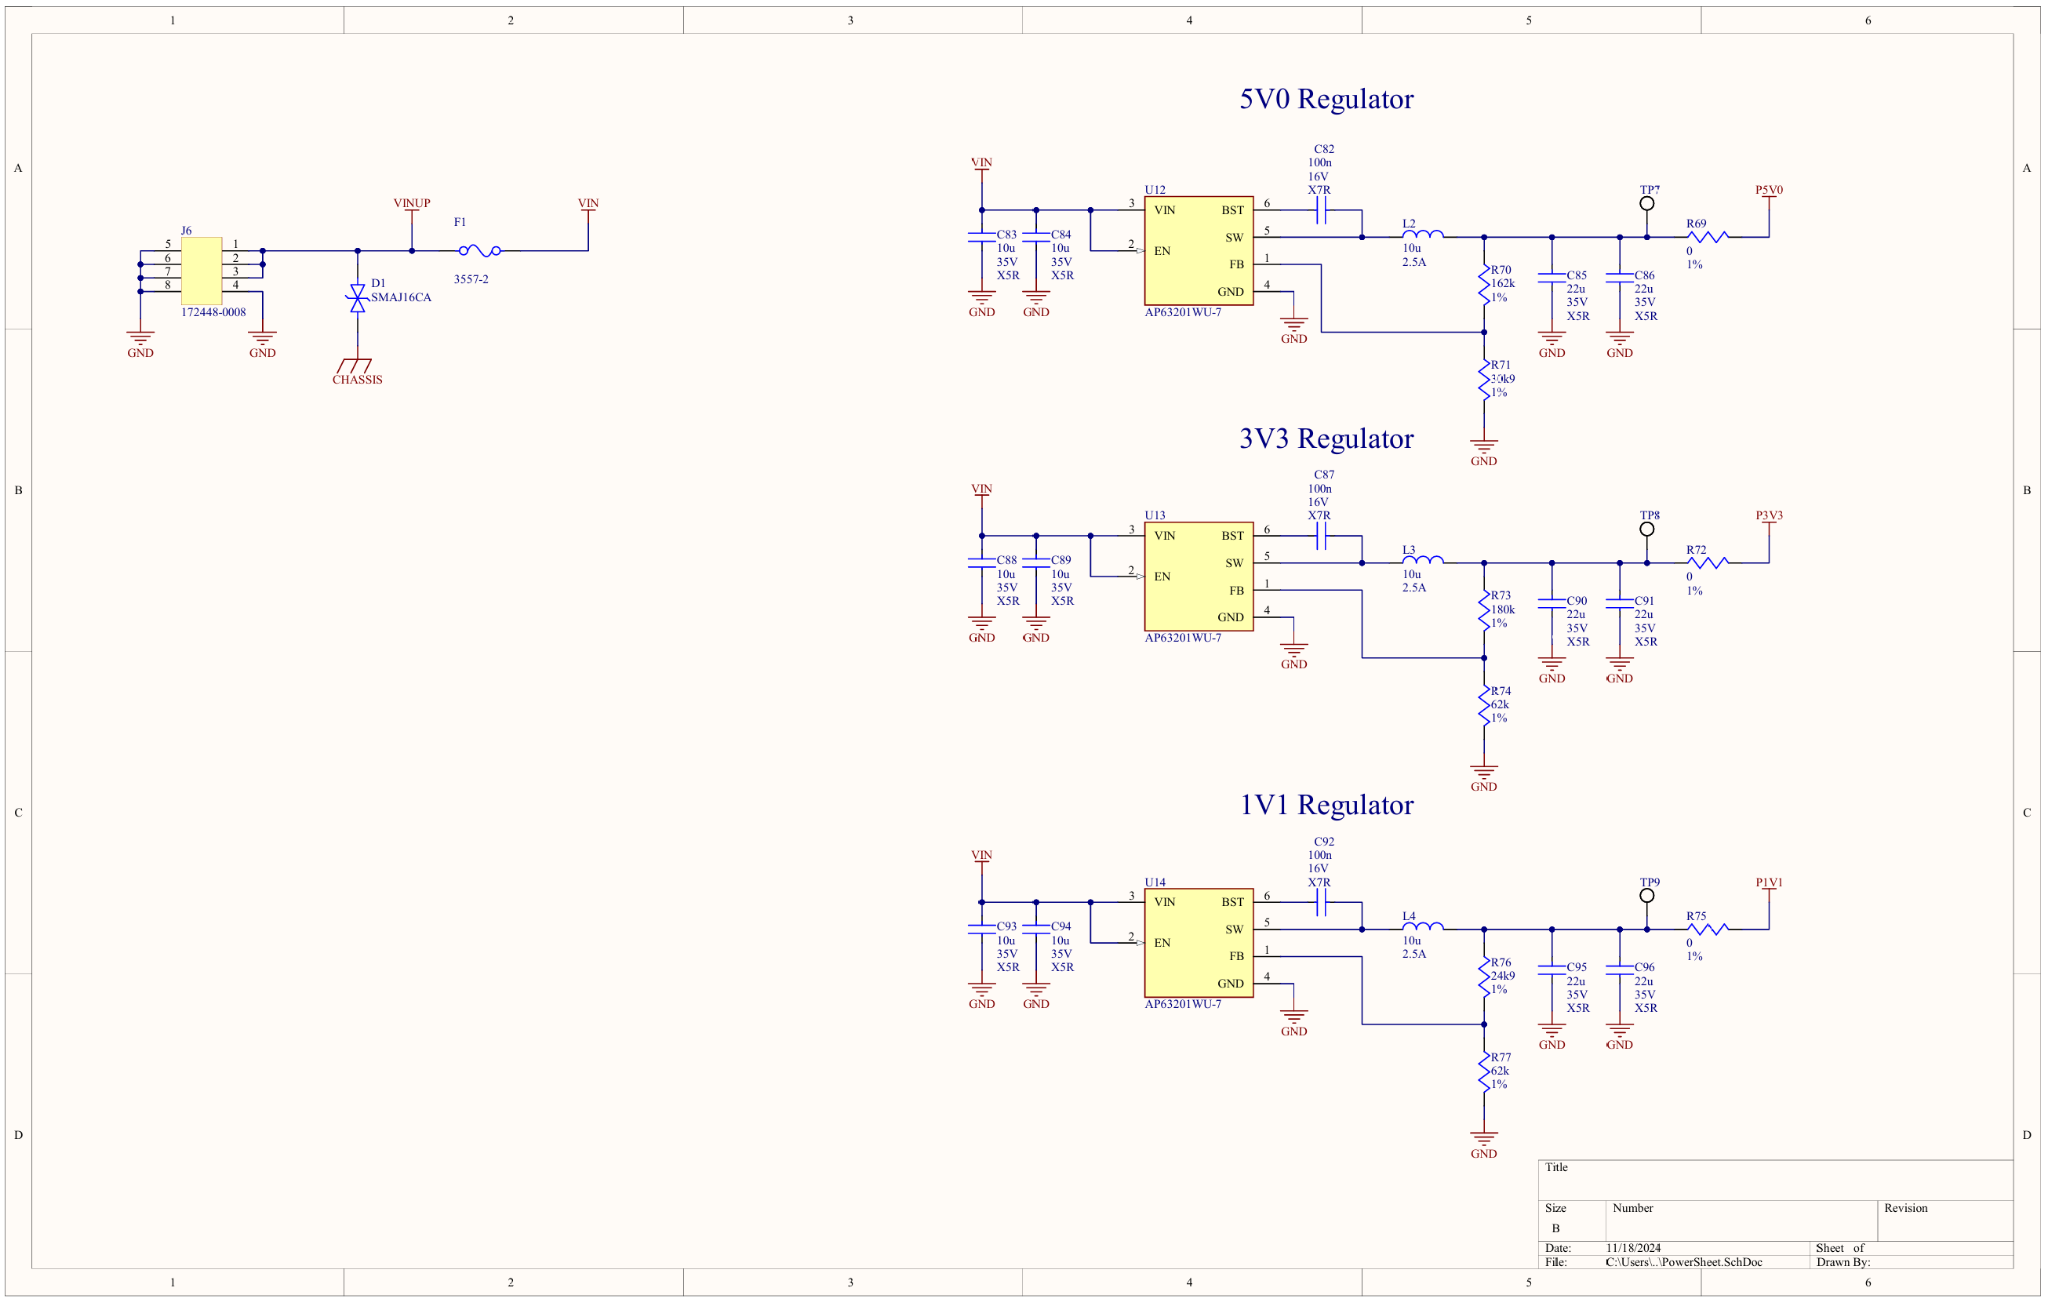 1 2 3 4 5 6
A
B
C
D
A
B
C
D
J6
5 1
6 2
7 3
8 4
172448-0008
GND
GND
D1
SMAJ16CA
CHASSIS
VINUP
F1
3557-2
VIN
5V0 Regulator
VIN
C83
10u
35V
X5R
GND
C84
10u
35V
X5R
GND
U12
3 VIN
2 EN
BST 6
SW 5
FB 1
GND 4
AP63201WU-7
GND
C82
100n
16V
X7R
L2
10u
2.5A
R70
162k
1%
R71
30k9
1%
GND
C85
22u
35V
X5R
GND
C86
22u
35V
X5R
GND
TP7
R69
0
1%
P5V0
3V3 Regulator
VIN
C88
10u
35V
X5R
GND
C89
10u
35V
X5R
GND
U13
3 VIN
2 EN
BST 6
SW 5
FB 1
GND 4
AP63201WU-7
GND
C87
100n
16V
X7R
L3
10u
2.5A
R73
180k
1%
R74
62k
1%
GND
C90
22u
35V
X5R
GND
C91
22u
35V
X5R
GND
TP8
R72
0
1%
P3V3
1V1 Regulator
VIN
C93
10u
35V
X5R
GND
C94
10u
35V
X5R
GND
U14
3 VIN
2 EN
BST 6
SW 5
FB 1
GND 4
AP63201WU-7
GND
C92
100n
16V
X7R
L4
10u
2.5A
R76
24k9
1%
R77
62k
1%
GND
C95
22u
35V
X5R
GND
C96
22u
35V
X5R
GND
TP9
R75
0
1%
P1V1
Title
Size Number Revision
B
Date: 11/18/2024 Sheet of
File: C:\Users\..\PowerSheet.SchDoc Drawn By:
1 2 3 4 5 6